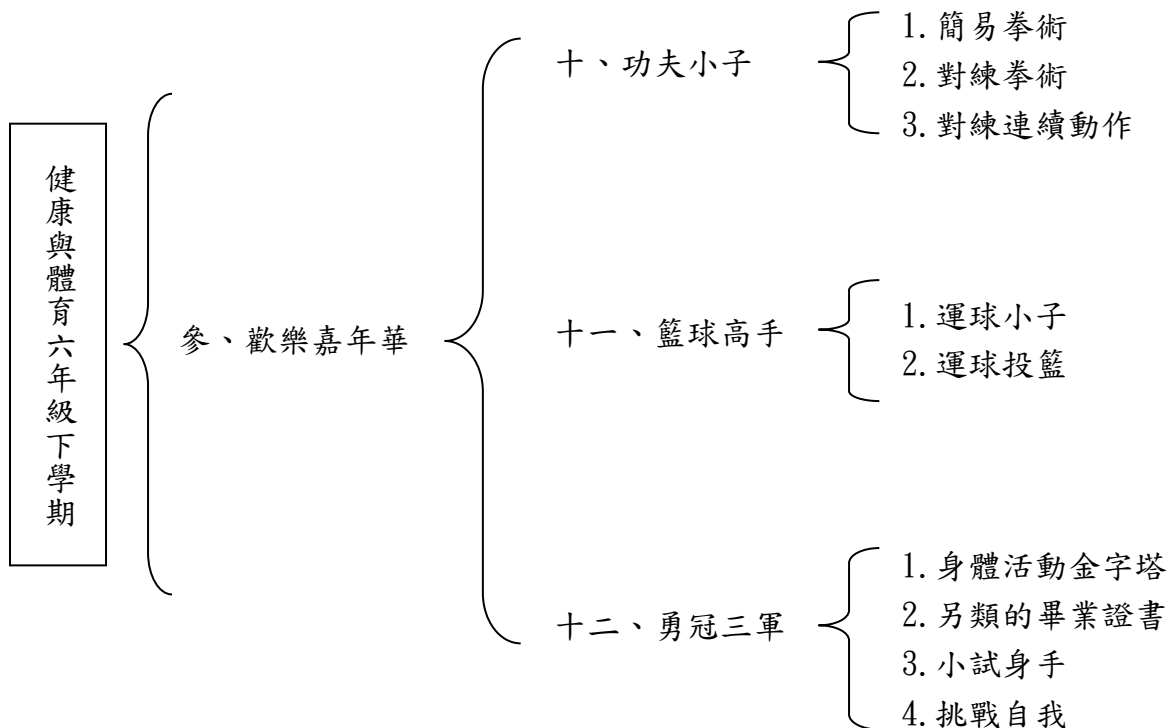 健康與體育六年級下學期
參、歡樂嘉年華
十、功夫小子
1.簡易拳術
2.對練拳術
3.對練連續動作
十一、籃球高手
1.運球小子
2.運球投籃
十二、勇冠三軍
1.身體活動金字塔
2.另類的畢業證書
3.小試身手
4.挑戰自我